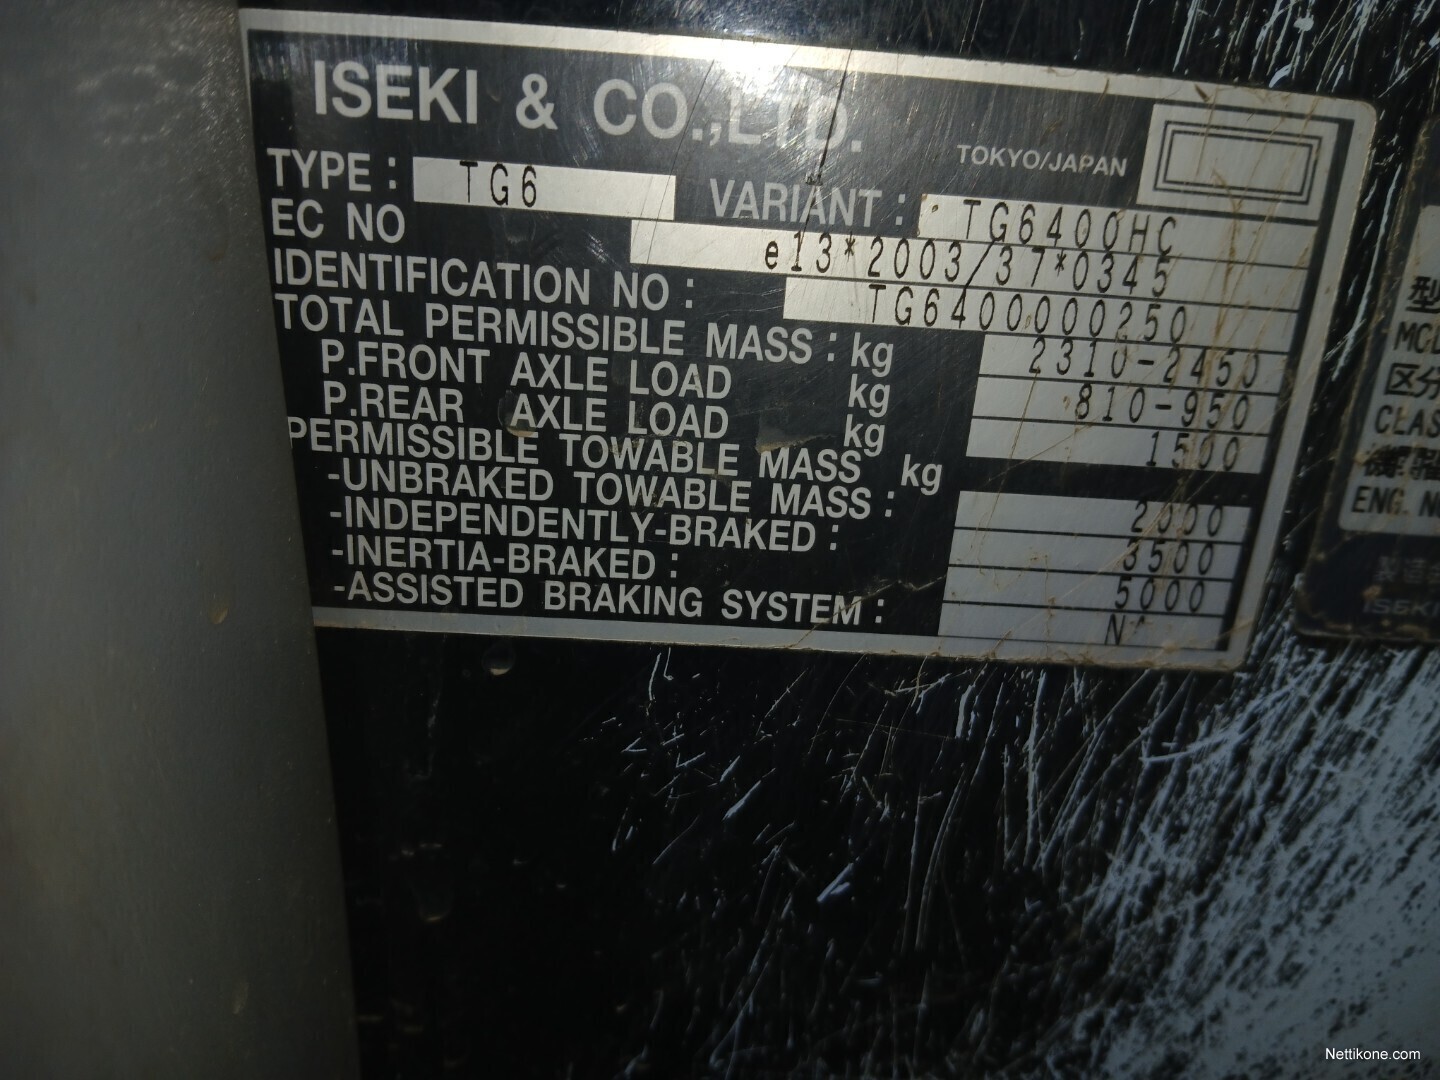 ISEKI & CO.,LTD.
TOKYO/JAPAN
TYPE : TG6 VARIANT : TG6400HC
EC NO e13*2003/37*0345
IDENTIFICATION NO : TG6400000250
TOTAL PERMISSIBLE MASS : kg 2310-2450
P.FRONT AXLE LOAD kg 810-950
P.REAR AXLE LOAD kg 1500
PERMISSIBLE TOWABLE MASS kg
-UNBRAKED TOWABLE MASS : 2000
-INDEPENDENTLY-BRAKED : 3500
-INERTIA-BRAKED : 5000
-ASSISTED BRAKING SYSTEM :
型
区分
CLAS
ENG. N
ISEKI
Nettikone.com